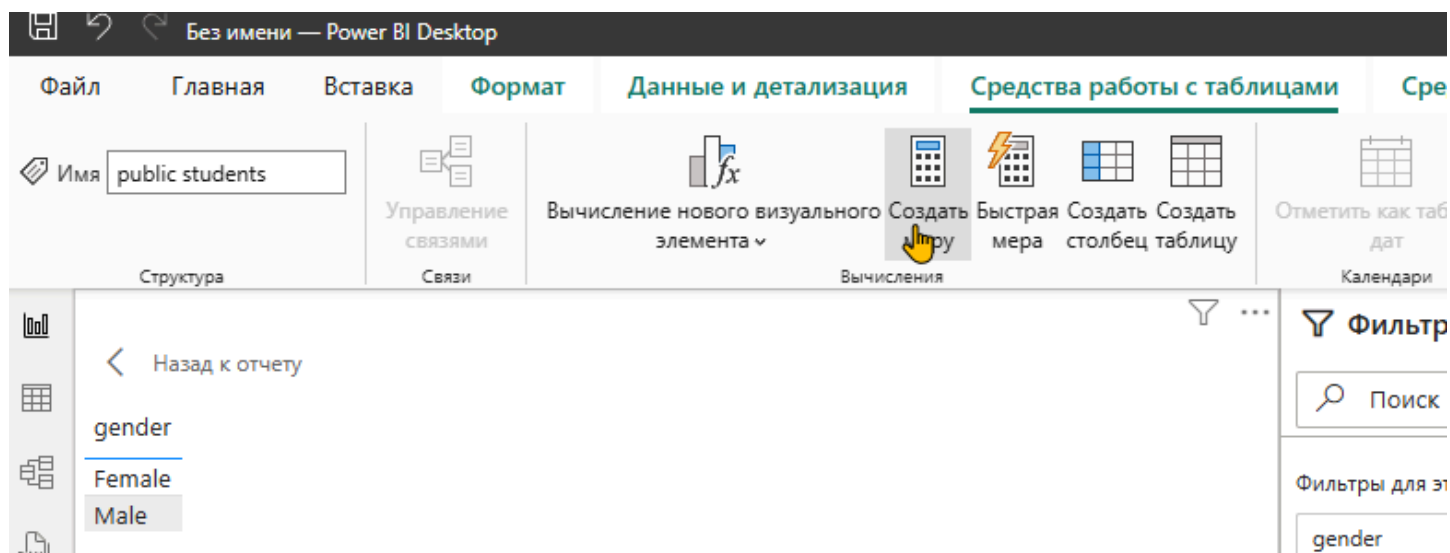 Без имени — Power BI Desktop
Файл Главная Вставка Формат Данные и детализация Средства работы с таблицами Сре
Имя public students
Управление связями
Вычисление нового визуального элемента
Создать меру
Быстрая мера
Создать столбец
Создать таблицу
Отметить как таб
дат
Структура Связи Вычисления Календари
Назад к отчету
Фильтр
Поиск
gender
Female
Male
Фильтры для эт
gender